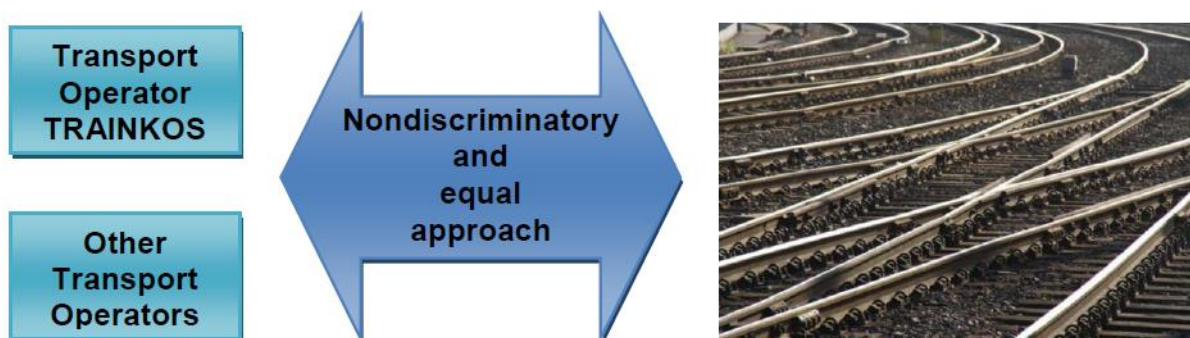 Transport
Operator
TRAINKOS
Nondiscriminatory
and
equal
approach
Other
Transport
Operators